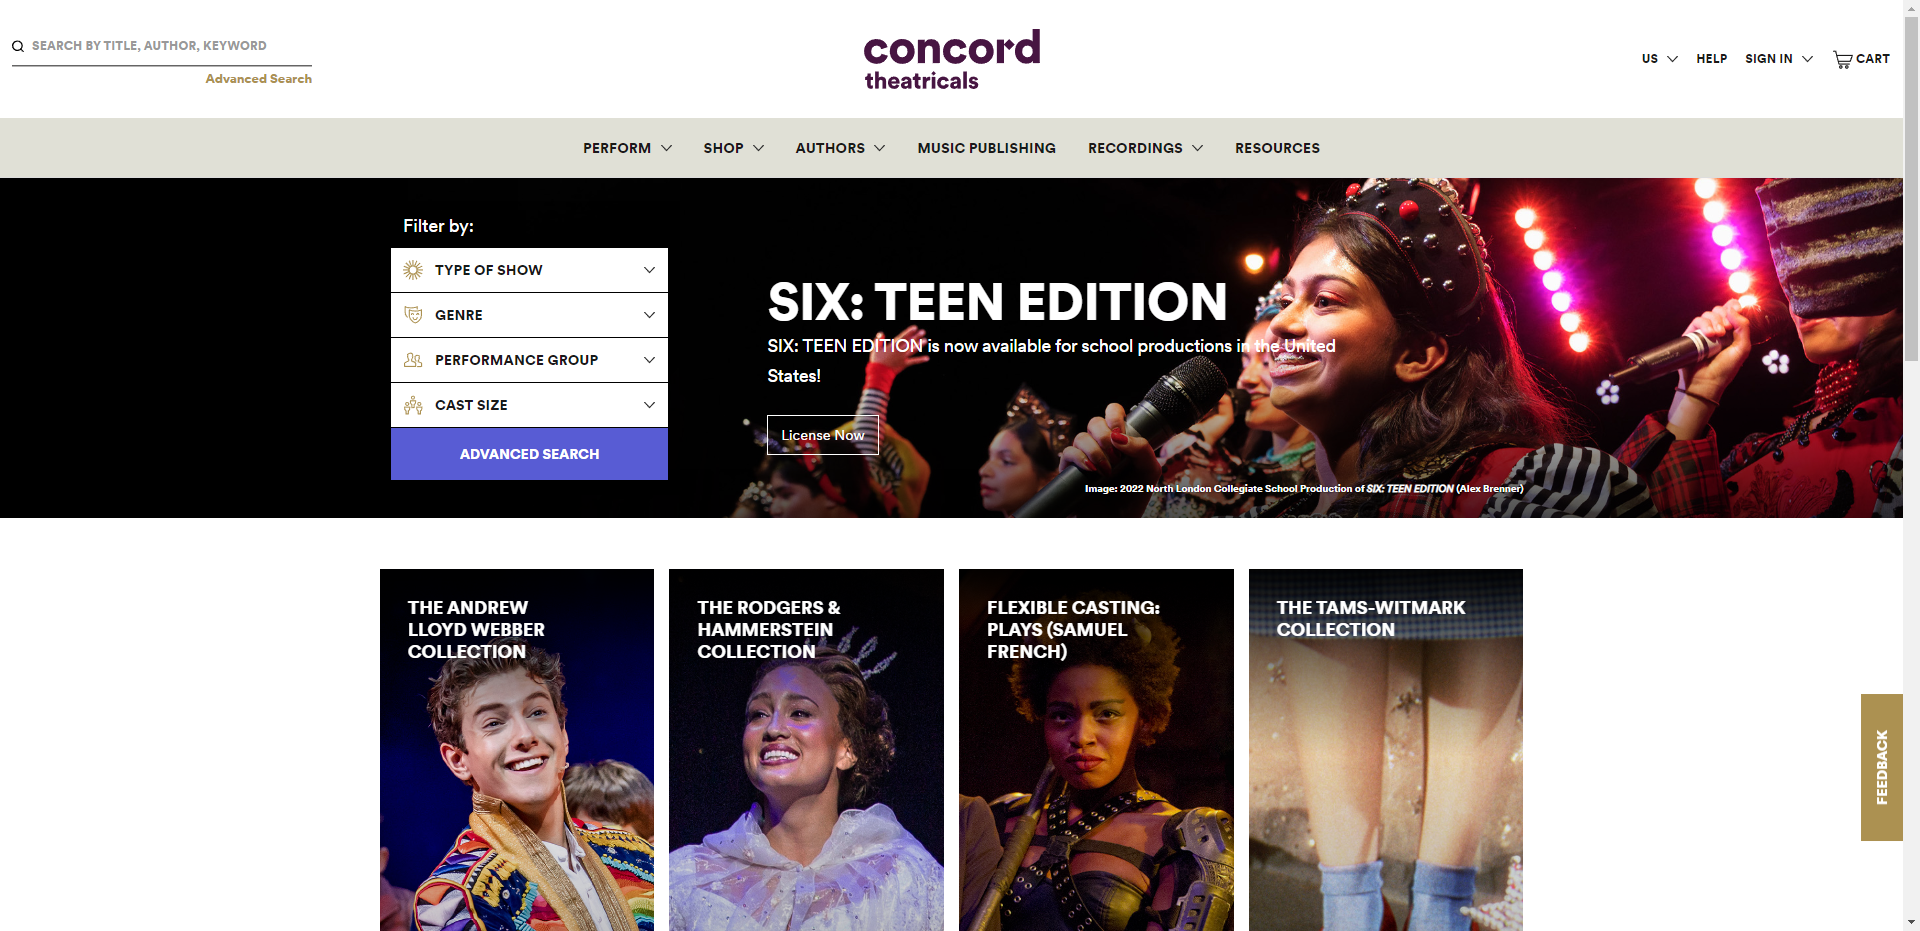 SEARCH BY TITLE, AUTHOR, KEYWORD
Advanced Search
concord
theatricals
US
HELP
SIGN IN
CART
PERFORM
SHOP
AUTHORS
MUSIC PUBLISHING
RECORDINGS
RESOURCES
Filter by:
TYPE OF SHOW
GENRE
PERFORMANCE GROUP
CAST SIZE
ADVANCED SEARCH
SIX: TEEN EDITION
SIX: TEEN EDITION is now available for school productions in the United
States!
License Now
Image: 2022 North London Collegiate School Production of SIX: TEEN EDITION (Alex Brenner)
THE ANDREW
LLOYD WEBBER
COLLECTION
THE RODGERS &
HAMMERSTEIN
COLLECTION
FLEXIBLE CASTING:
PLAYS (SAMUEL
FRENCH)
THE TAMS-WITMARK
COLLECTION
FEEDBACK